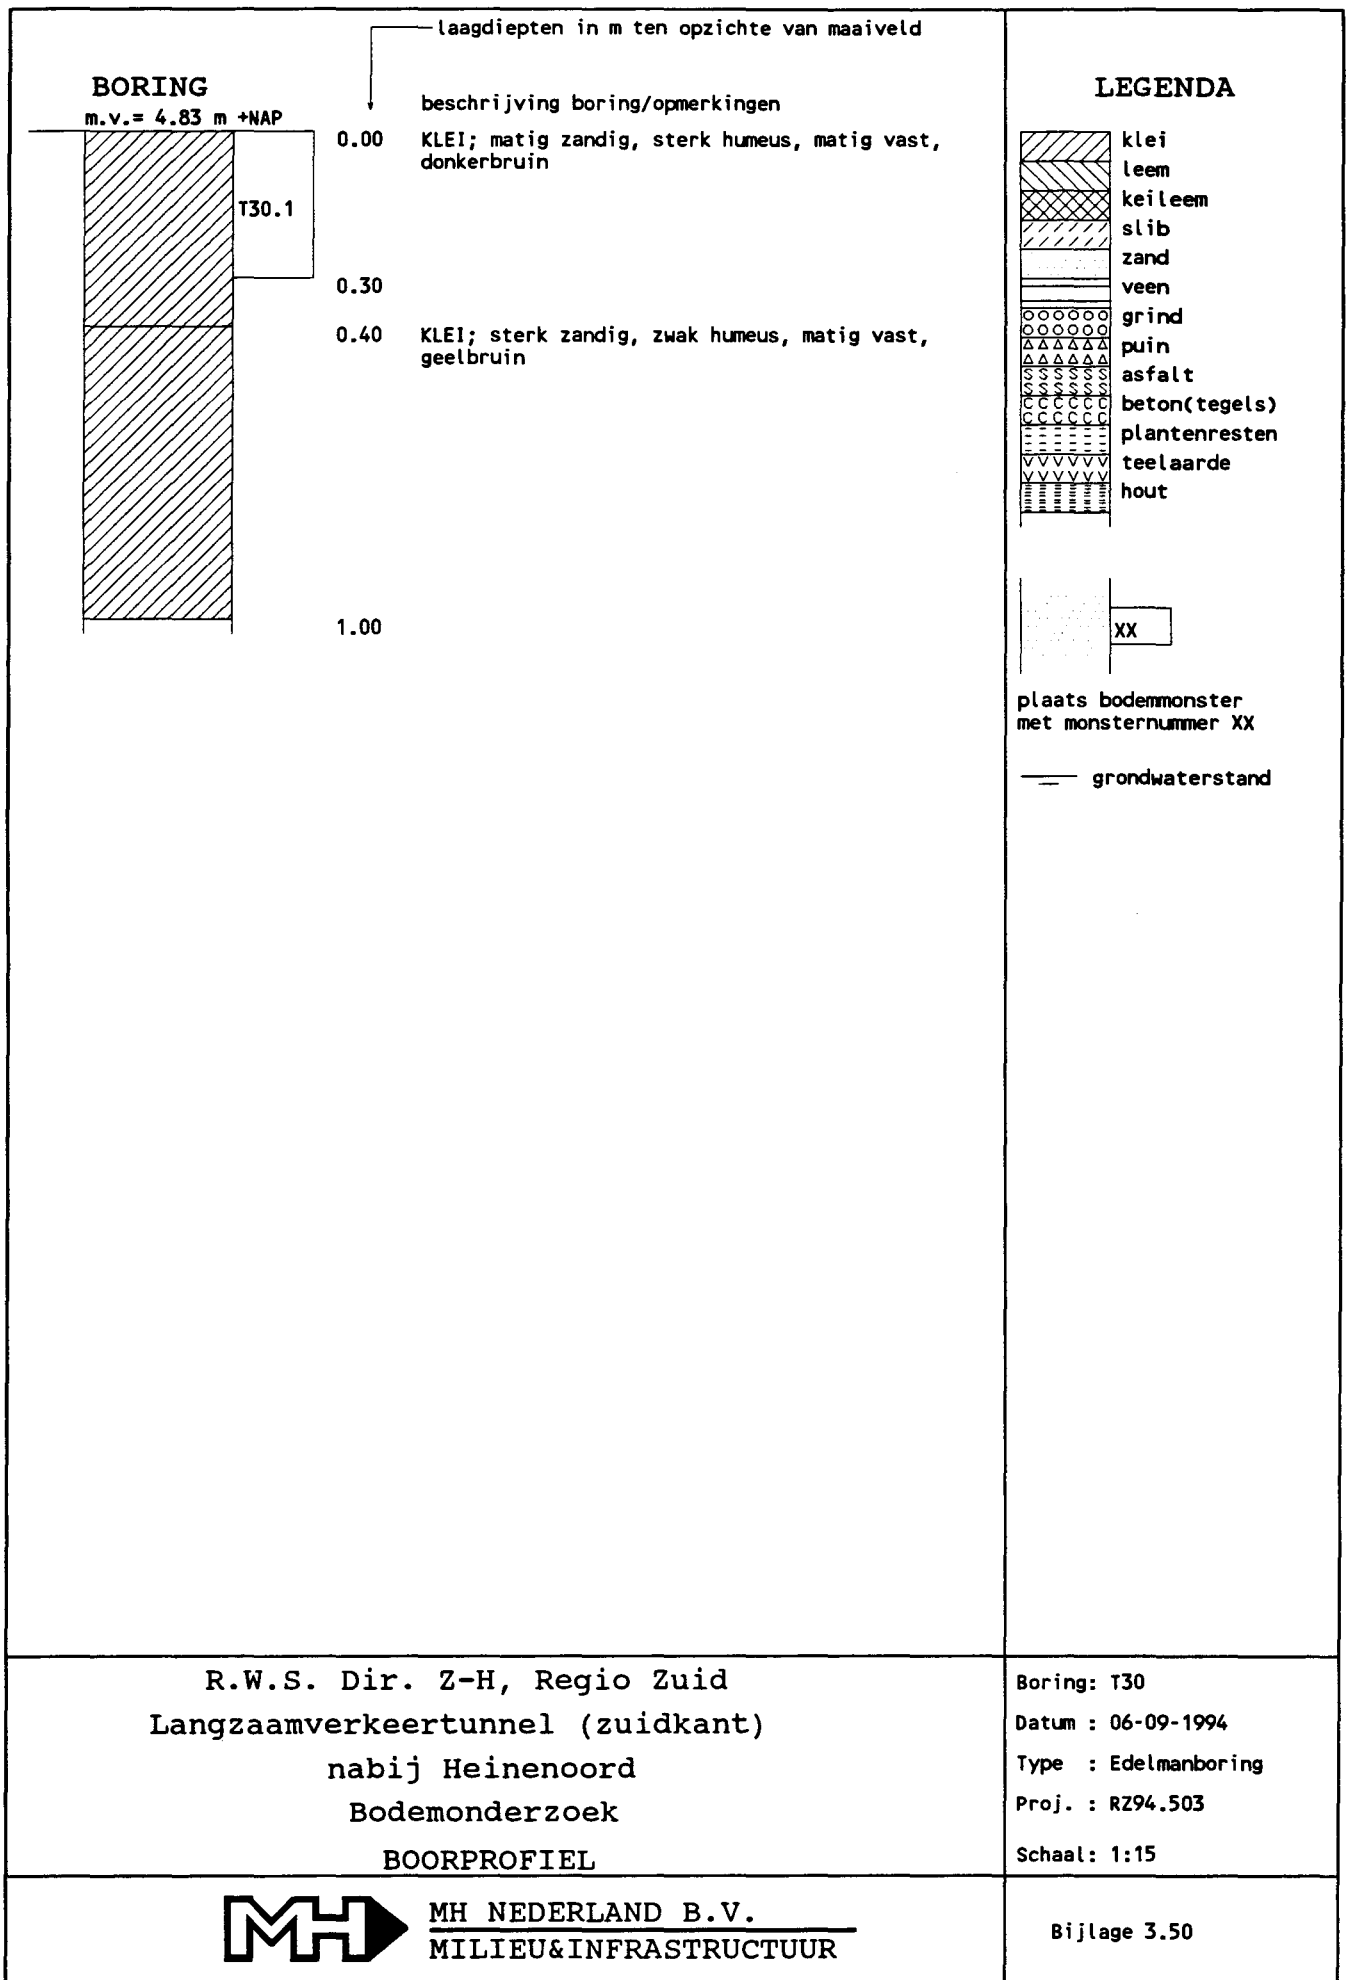 laagdiepten in m ten opzichte van maaiveld
BORING
m.v.= 4.83 m +NAP
beschrijving boring/opmerkingen
0.00 KLEI; matig zandig, sterk humeus, matig vast,
donkerbruin
T30.1
0.30
0.40 KLEI; sterk zandig, zwak humeus, matig vast,
geelbruin
1.00
LEGENDA
klei
leem
keileem
slib
zand
veen
grind
puin
asfalt
beton(tegels)
plantenresten
teelaarde
hout
XX
plaats bodemmonster
met monsternummer XX
grondwaterstand
R.W.S. Dir. Z-H, Regio Zuid
Langzaamverkeertunnel (zuidkant)
nabij Heinenoord
Bodemonderzoek
BOORPROFIEL
Boring: T30
Datum : 06-09-1994
Type : Edelmanboring
Proj. : RZ94.503
Schaal: 1:15
MH
MH NEDERLAND B.V.
MILIEU&INFRASTRUCTUUR
Bijlage 3.50